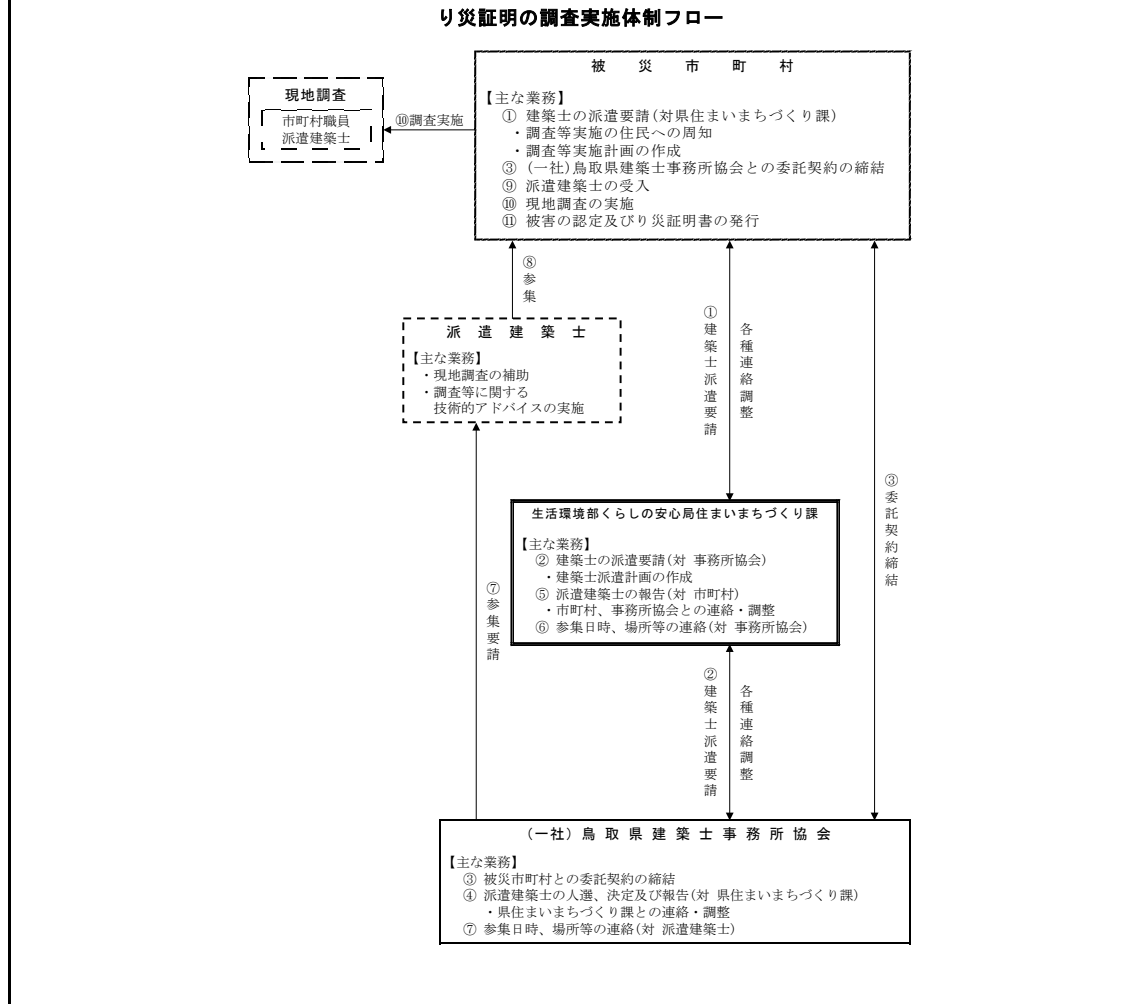 り災証明の調査実施体制フロー
被災市町村
【主な業務】
① 建築士の派遣要請(対県住まいまちづくり課)
・調査等実施の住民への周知
・調査等実施計画の作成
③ (一社)鳥取県建築士事務所協会との委託契約の締結
⑨ 派遣建築士の受入
⑩ 現地調査の実施
⑪ 被害の認定及びり災証明書の発行
現地調査
市町村職員
派遣建築士
⑩調査実施
⑧参集
派遣建築士
【主な業務】
・現地調査の補助
・調査等に関する
技術的アドバイスの実施
①建築士派遣要請
各種連絡調整
③委託契約締結
生活環境部くらしの安心局住まいまちづくり課
【主な業務】
② 建築士の派遣要請(対 事務所協会)
・建築士派遣計画の作成
⑤ 派遣建築士の報告(対 市町村)
・市町村、事務所協会との連絡・調整
⑥ 参集日時、場所等の連絡(対 事務所協会)
⑦参集要請
②建築士派遣要請
各種連絡調整
(一社)鳥取県建築士事務所協会
【主な業務】
③ 被災市町村との委託契約の締結
④ 派遣建築士の人選、決定及び報告(対 県住まいまちづくり課)
・県住まいまちづくり課との連絡・調整
⑦ 参集日時、場所等の連絡(対 派遣建築士)